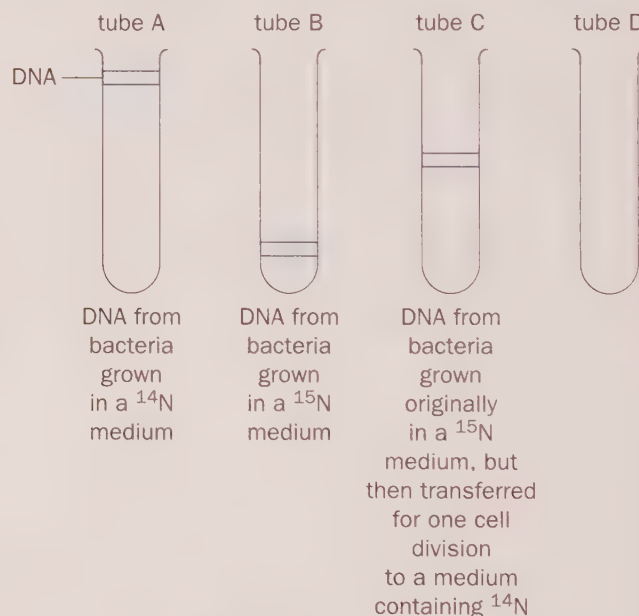 tube A
tube B
tube C
tube D
DNA
DNA from
bacteria
grown
in a ¹⁴N
medium
DNA from
bacteria
grown
in a ¹⁵N
medium
DNA from
bacteria
grown
originally
in a ¹⁵N
medium, but
then transferred
for one cell
division
to a medium
containing ¹⁴N